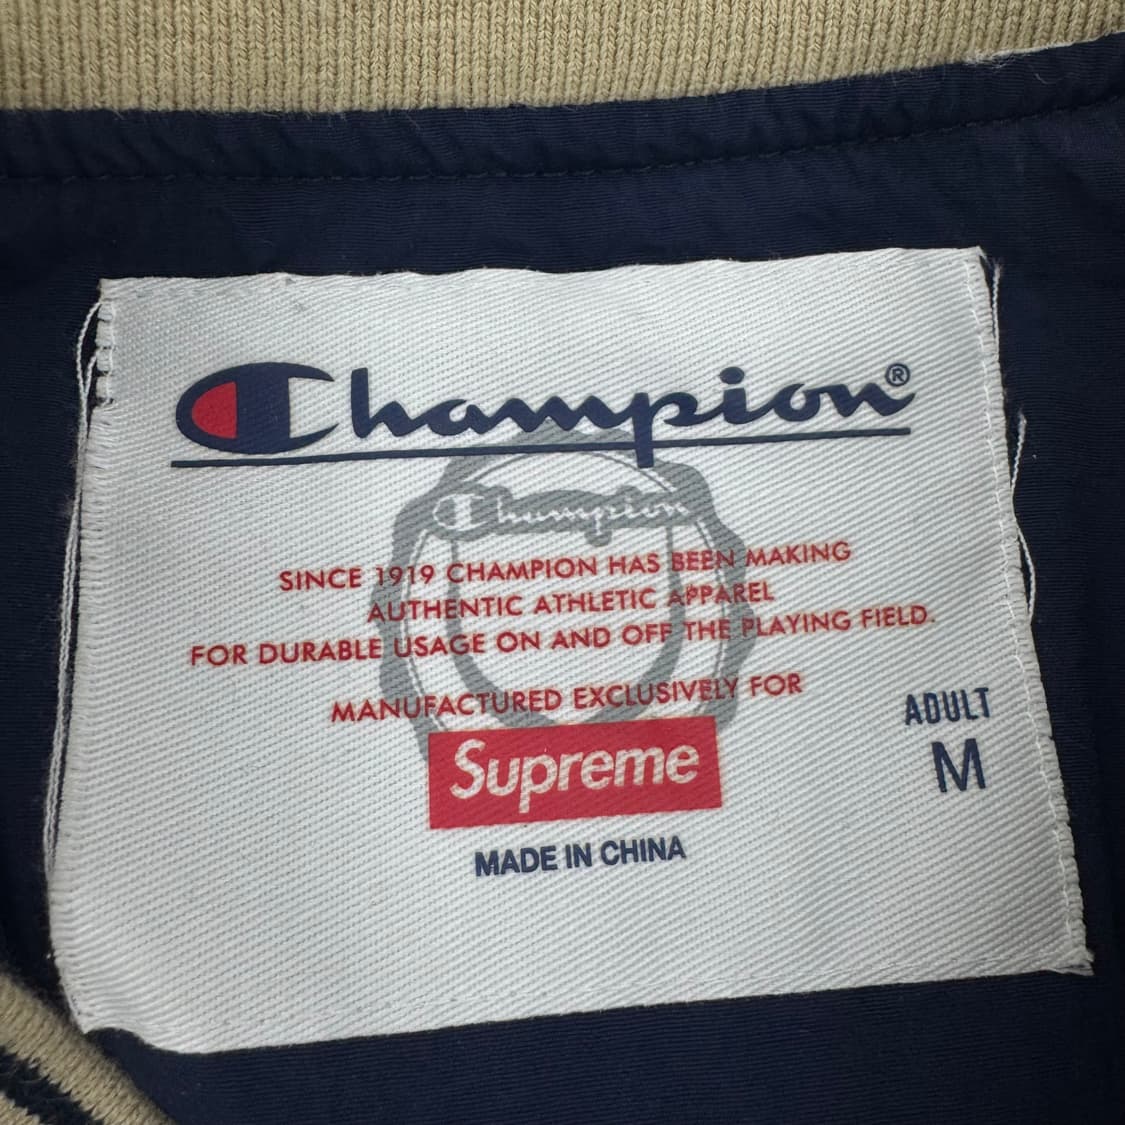 Champion®
Champion
SINCE 1919 CHAMPION HAS BEEN MAKING
AUTHENTIC ATHLETIC APPAREL
FOR DURABLE USAGE ON AND OFF THE PLAYING FIELD.
MANUFACTURED EXCLUSIVELY FOR
Supreme
ADULT
M
MADE IN CHINA